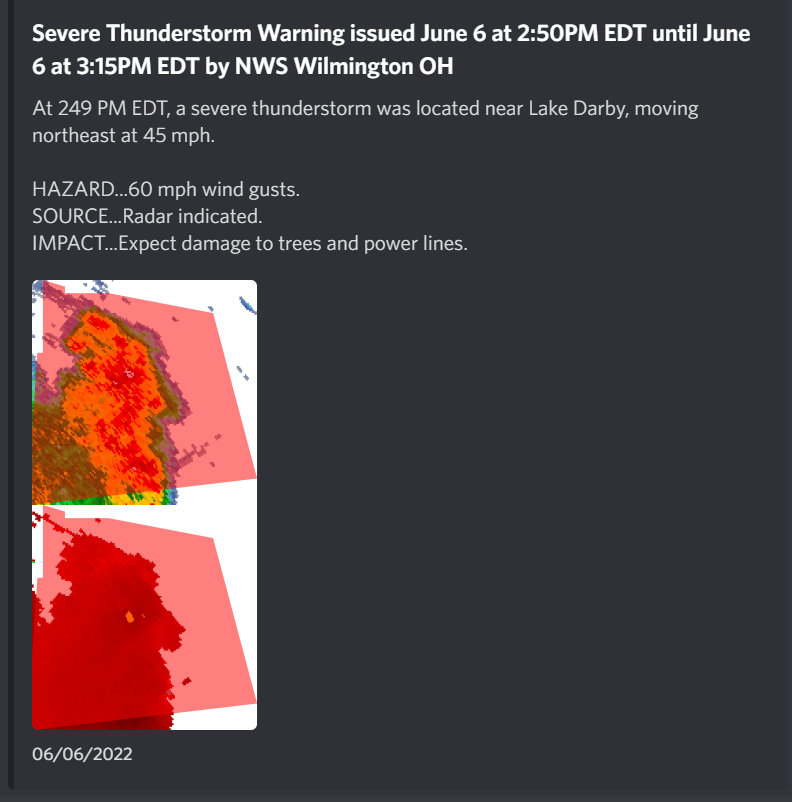 Severe Thunderstorm Warning issued June 6 at 2:50PM EDT until June
6 at 3:15PM EDT by NWS Wilmington OH
At 249 PM EDT, a severe thunderstorm was located near Lake Darby, moving
northeast at 45 mph.
HAZARD...60 mph wind gusts.
SOURCE...Radar indicated.
IMPACT...Expect damage to trees and power lines.
06/06/2022